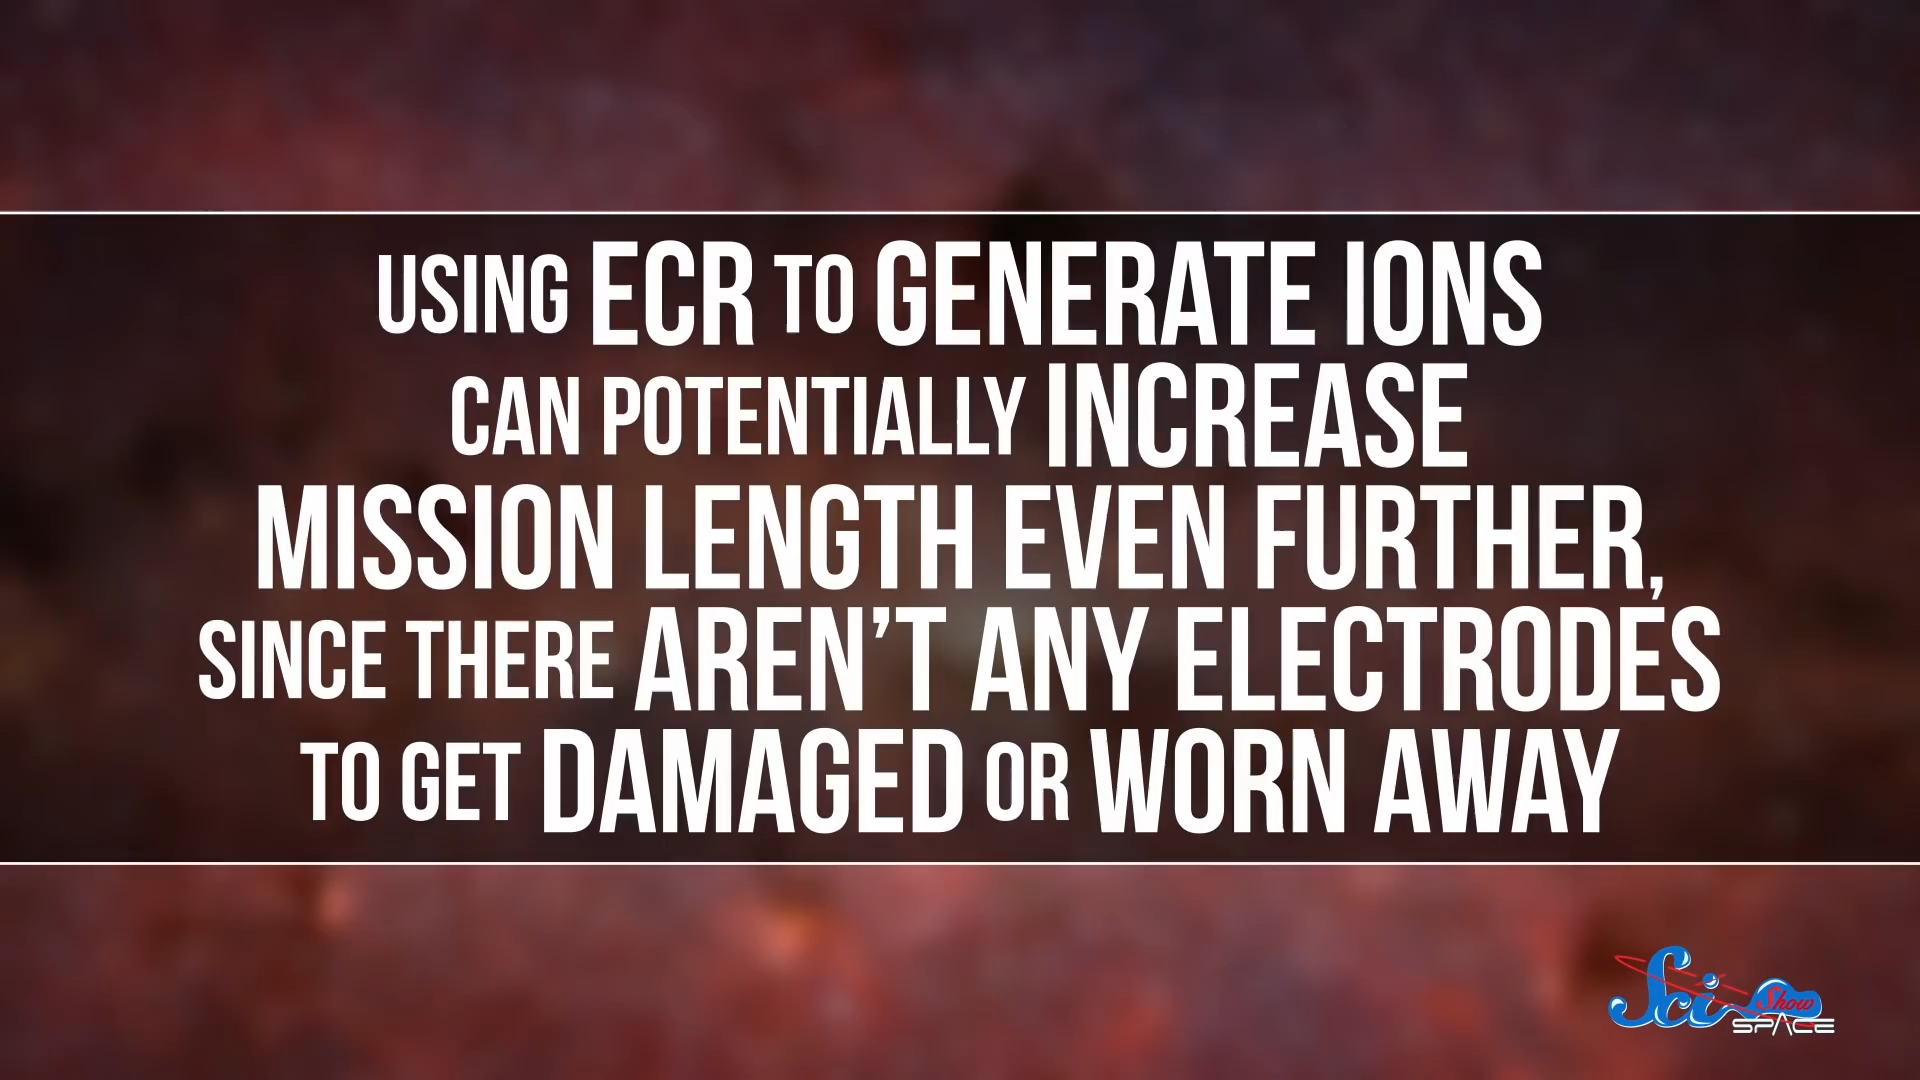 USING ECR TO GENERATE IONS
CAN POTENTIALLY INCREASE
MISSION LENGTH EVEN FURTHER,
SINCE THERE AREN’T ANY ELECTRODES
TO GET DAMAGED OR WORN AWAY
Sci Show
SPACE